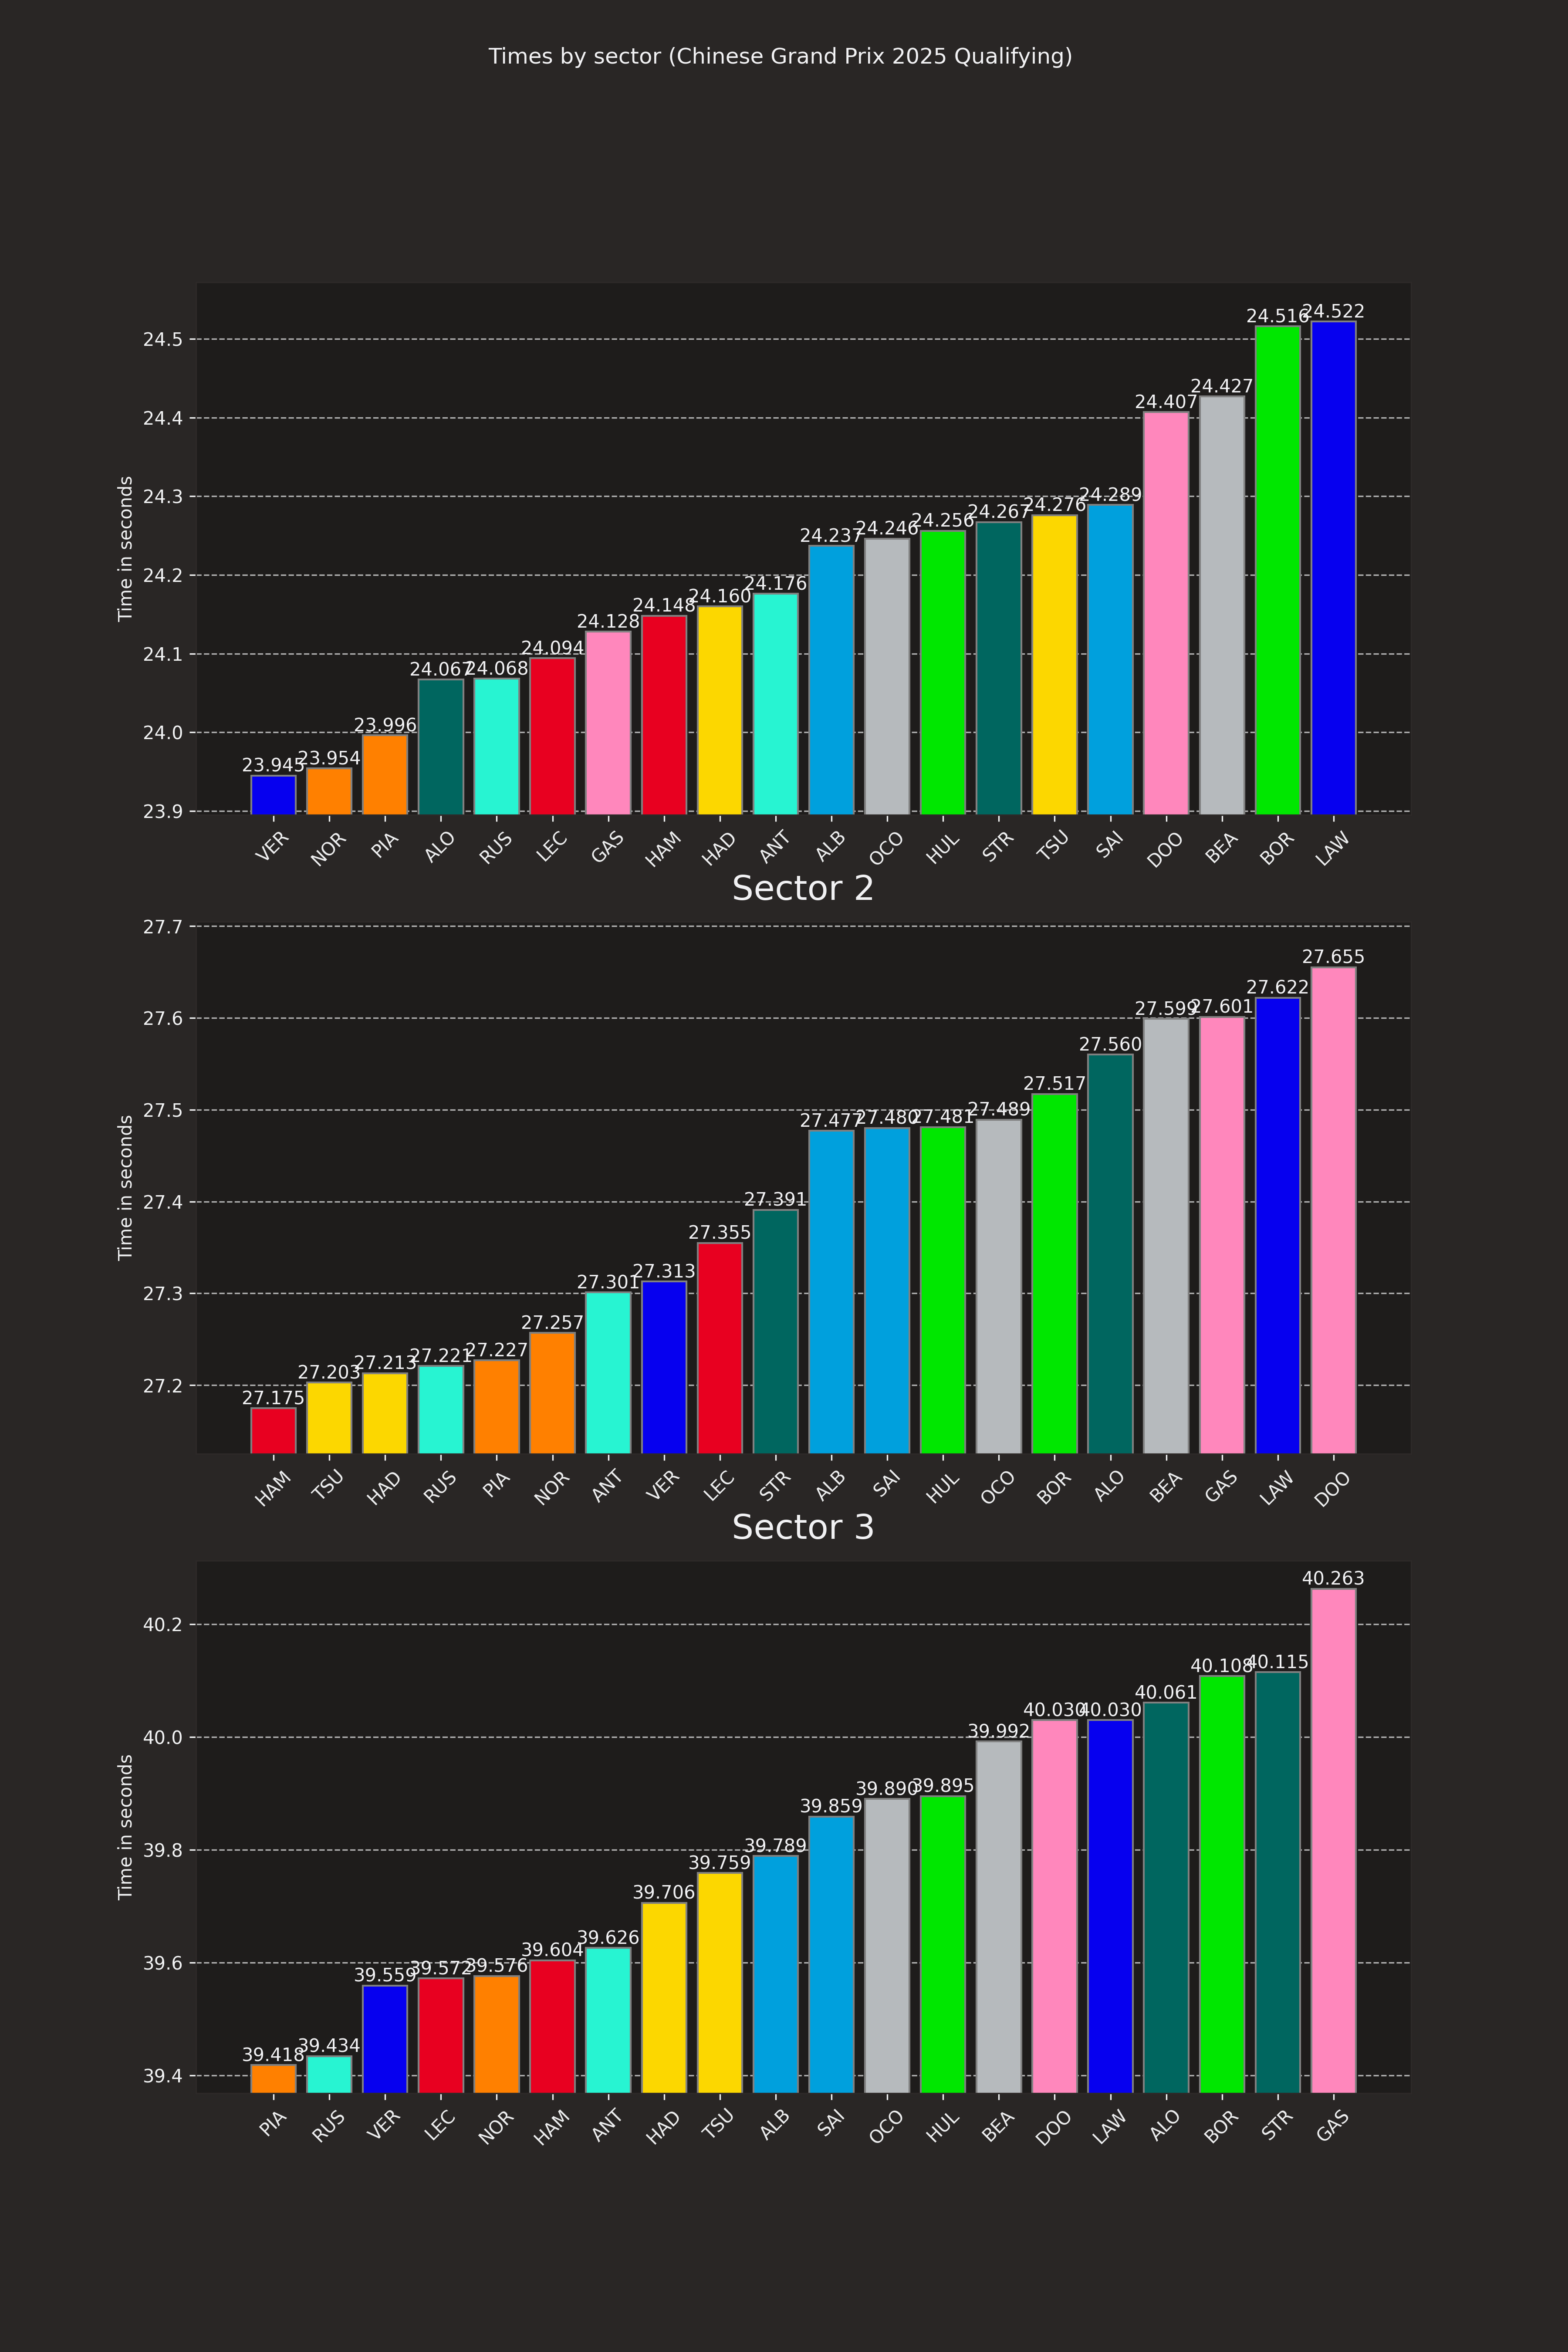 Times by sector (Chinese Grand Prix 2025 Qualifying)
Time in seconds
24.5
24.4
24.3
24.2
24.1
24.0
23.9
23.945 23.954 23.996 24.067 24.068 24.094 24.128 24.148 24.160 24.176 24.237 24.246 24.256 24.267 24.276 24.289 24.407 24.427 24.516 24.522
VER NOR PIA ALO RUS LEC GAS HAM HAD ANT ALB OCO HUL STR TSU SAI DOO BEA BOR LAW
Sector 2
Time in seconds
27.7
27.6
27.5
27.4
27.3
27.2
27.175 27.203 27.213 27.221 27.227 27.257 27.301 27.313 27.355 27.391 27.477 27.480 27.481 27.489 27.517 27.560 27.599 27.601 27.622 27.655
HAM TSU HAD RUS PIA NOR ANT VER LEC STR ALB SAI HUL OCO BOR ALO BEA GAS LAW DOO
Sector 3
Time in seconds
40.2
40.0
39.8
39.6
39.4
39.418 39.434 39.559 39.572 39.576 39.604 39.626 39.706 39.759 39.789 39.859 39.890 39.895 39.992 40.030 40.030 40.061 40.108 40.115 40.263
PIA RUS VER LEC NOR HAM ANT HAD TSU ALB SAI OCO HUL BEA DOO LAW ALO BOR STR GAS